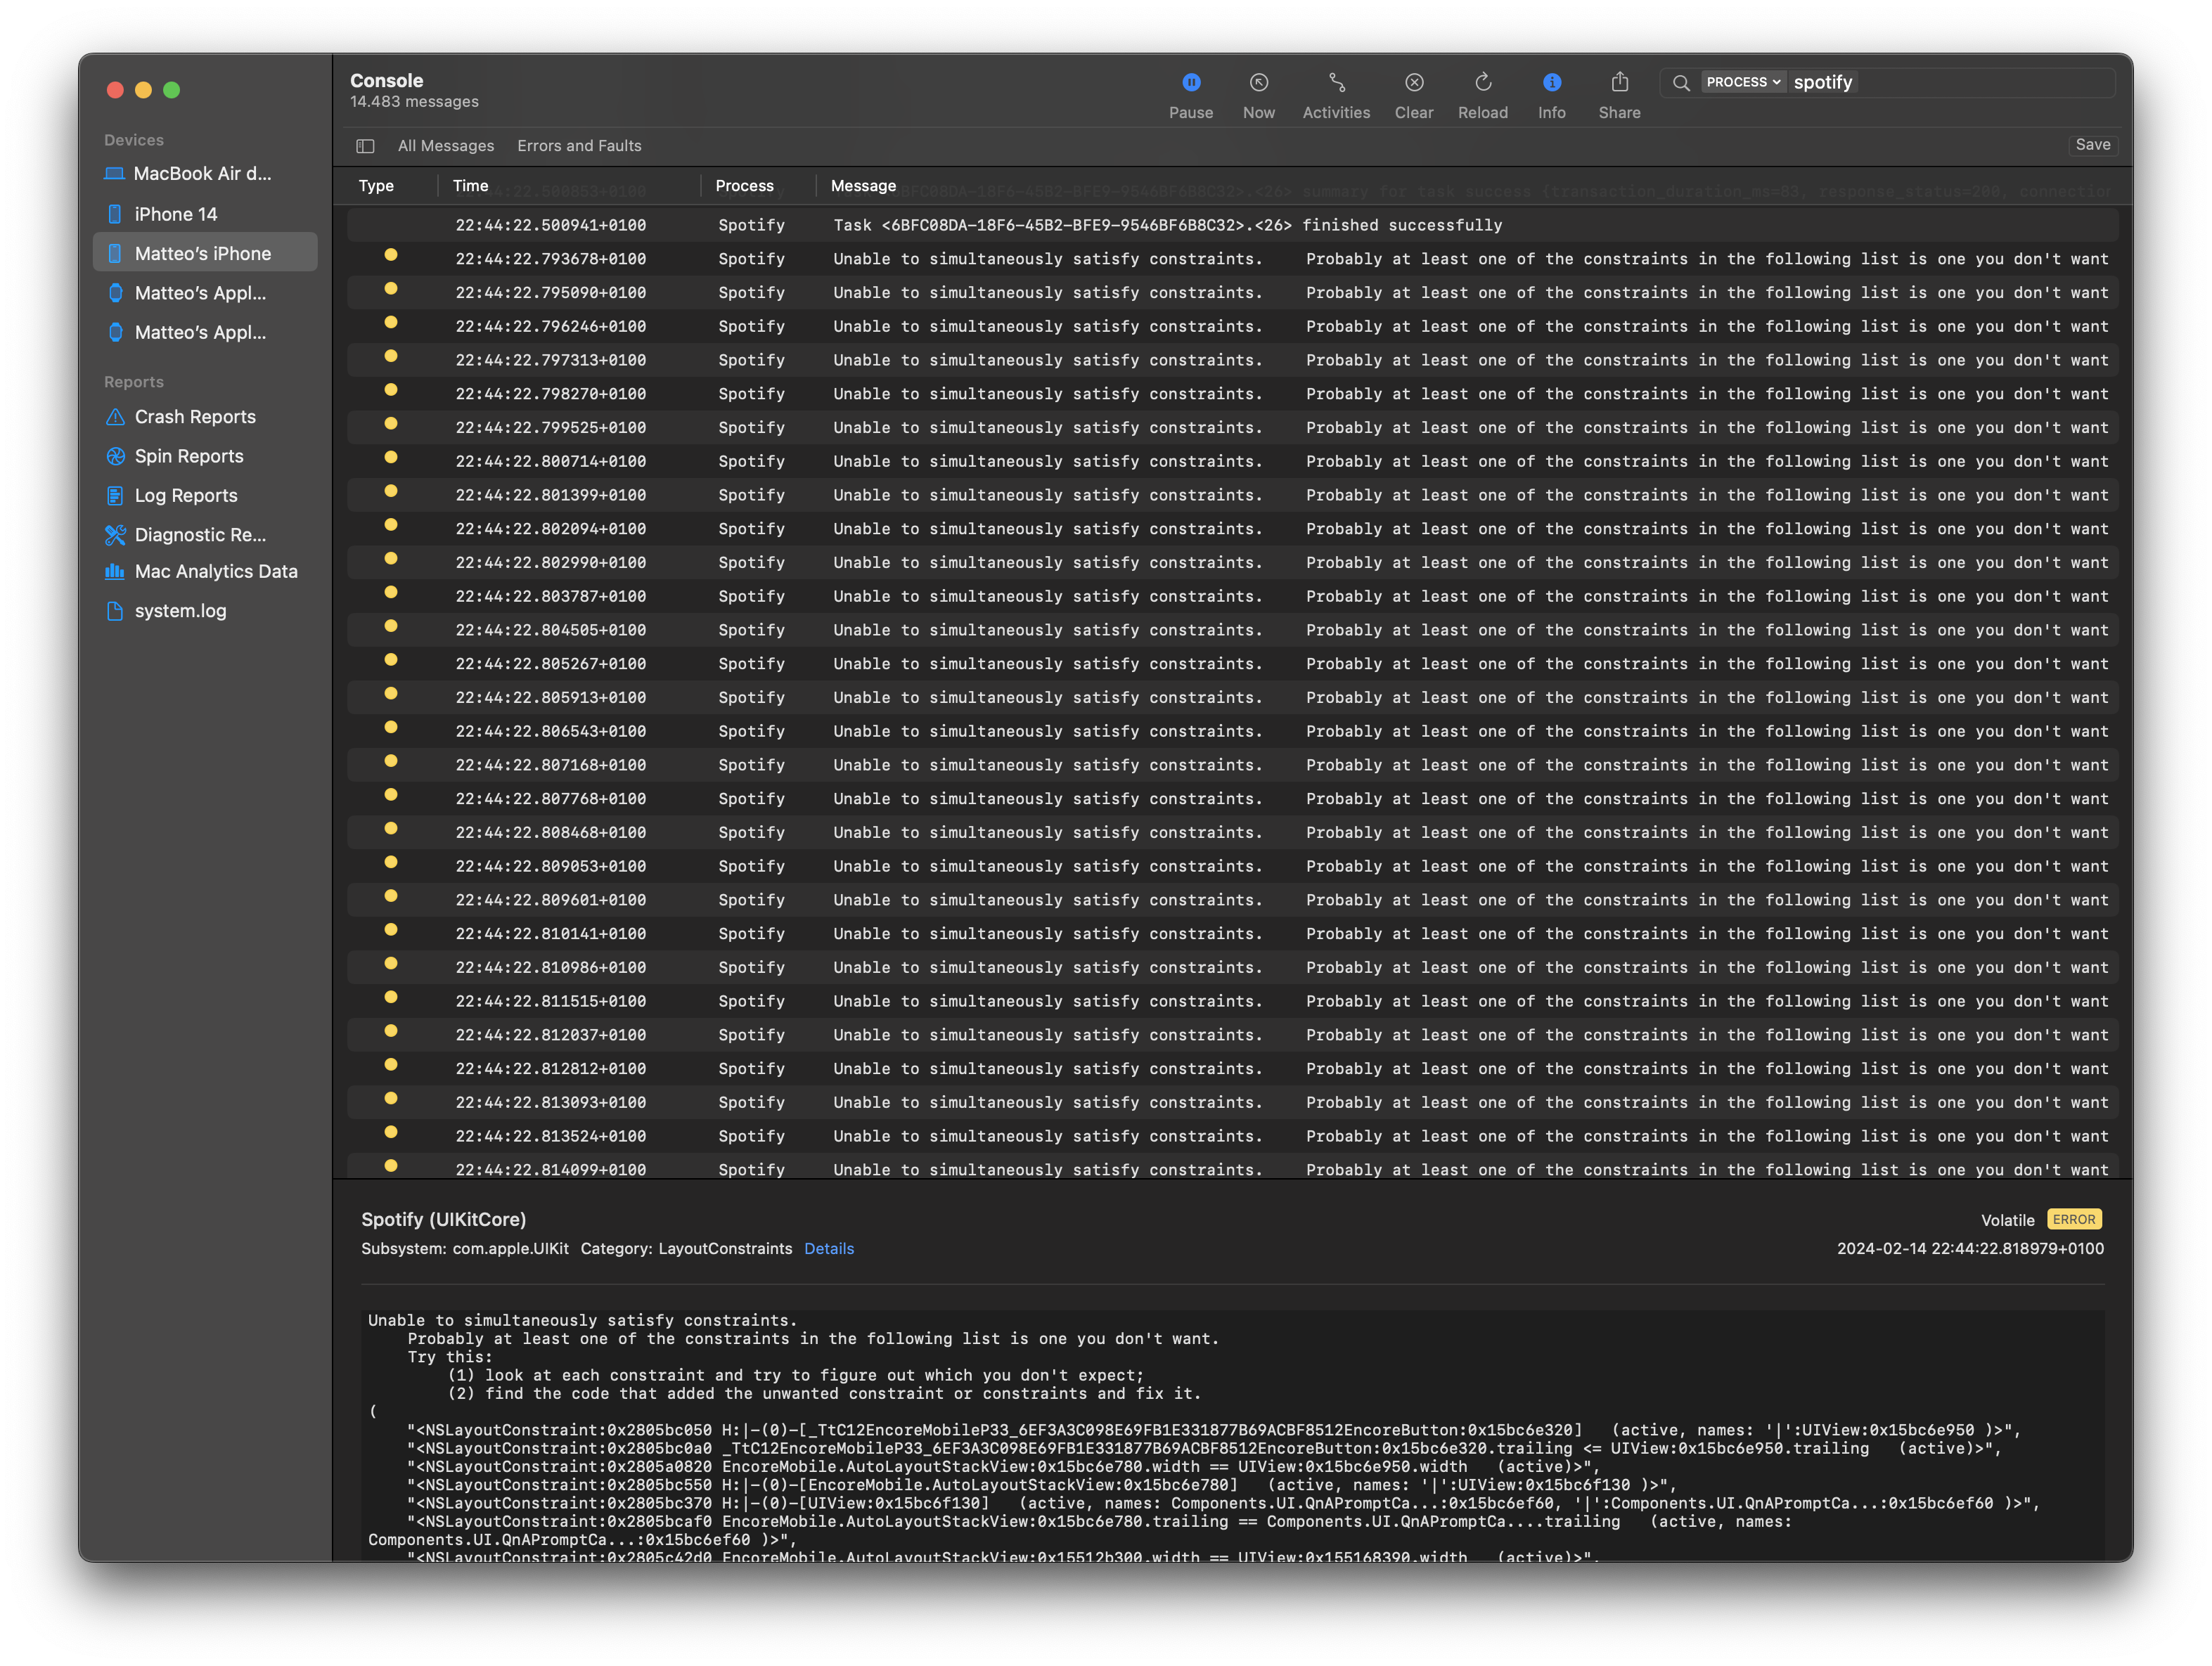 Console
14.483 messages
Pause
Now
Activities
Clear
Reload
Info
Share
PROCESS
spotify
Devices
MacBook Air d...
iPhone 14
Matteo’s iPhone
Matteo’s Appl...
Matteo’s Appl...
Reports
Crash Reports
Spin Reports
Log Reports
Diagnostic Re...
Mac Analytics Data
system.log
All Messages Errors and Faults
Save
Type Time Process Message
22:44:22.500941+0100 Spotify Task <6BFC08DA-18F6-45B2-BFE9-9546BF6B8C32>.<26> finished successfully
22:44:22.793678+0100 Spotify Unable to simultaneously satisfy constraints. Probably at least one of the constraints in the following list is one you don't want
22:44:22.795090+0100 Spotify Unable to simultaneously satisfy constraints. Probably at least one of the constraints in the following list is one you don't want
22:44:22.796246+0100 Spotify Unable to simultaneously satisfy constraints. Probably at least one of the constraints in the following list is one you don't want
22:44:22.797313+0100 Spotify Unable to simultaneously satisfy constraints. Probably at least one of the constraints in the following list is one you don't want
22:44:22.798270+0100 Spotify Unable to simultaneously satisfy constraints. Probably at least one of the constraints in the following list is one you don't want
22:44:22.799525+0100 Spotify Unable to simultaneously satisfy constraints. Probably at least one of the constraints in the following list is one you don't want
22:44:22.800714+0100 Spotify Unable to simultaneously satisfy constraints. Probably at least one of the constraints in the following list is one you don't want
22:44:22.801399+0100 Spotify Unable to simultaneously satisfy constraints. Probably at least one of the constraints in the following list is one you don't want
22:44:22.802094+0100 Spotify Unable to simultaneously satisfy constraints. Probably at least one of the constraints in the following list is one you don't want
22:44:22.802990+0100 Spotify Unable to simultaneously satisfy constraints. Probably at least one of the constraints in the following list is one you don't want
22:44:22.803787+0100 Spotify Unable to simultaneously satisfy constraints. Probably at least one of the constraints in the following list is one you don't want
22:44:22.804505+0100 Spotify Unable to simultaneously satisfy constraints. Probably at least one of the constraints in the following list is one you don't want
22:44:22.805267+0100 Spotify Unable to simultaneously satisfy constraints. Probably at least one of the constraints in the following list is one you don't want
22:44:22.805913+0100 Spotify Unable to simultaneously satisfy constraints. Probably at least one of the constraints in the following list is one you don't want
22:44:22.806543+0100 Spotify Unable to simultaneously satisfy constraints. Probably at least one of the constraints in the following list is one you don't want
22:44:22.807168+0100 Spotify Unable to simultaneously satisfy constraints. Probably at least one of the constraints in the following list is one you don't want
22:44:22.807768+0100 Spotify Unable to simultaneously satisfy constraints. Probably at least one of the constraints in the following list is one you don't want
22:44:22.808468+0100 Spotify Unable to simultaneously satisfy constraints. Probably at least one of the constraints in the following list is one you don't want
22:44:22.809053+0100 Spotify Unable to simultaneously satisfy constraints. Probably at least one of the constraints in the following list is one you don't want
22:44:22.809601+0100 Spotify Unable to simultaneously satisfy constraints. Probably at least one of the constraints in the following list is one you don't want
22:44:22.810141+0100 Spotify Unable to simultaneously satisfy constraints. Probably at least one of the constraints in the following list is one you don't want
22:44:22.810986+0100 Spotify Unable to simultaneously satisfy constraints. Probably at least one of the constraints in the following list is one you don't want
22:44:22.811515+0100 Spotify Unable to simultaneously satisfy constraints. Probably at least one of the constraints in the following list is one you don't want
22:44:22.812037+0100 Spotify Unable to simultaneously satisfy constraints. Probably at least one of the constraints in the following list is one you don't want
22:44:22.812812+0100 Spotify Unable to simultaneously satisfy constraints. Probably at least one of the constraints in the following list is one you don't want
22:44:22.813093+0100 Spotify Unable to simultaneously satisfy constraints. Probably at least one of the constraints in the following list is one you don't want
22:44:22.813524+0100 Spotify Unable to simultaneously satisfy constraints. Probably at least one of the constraints in the following list is one you don't want
22:44:22.814099+0100 Spotify Unable to simultaneously satisfy constraints. Probably at least one of the constraints in the following list is one you don't want
Spotify (UIKitCore)
Volatile ERROR
Subsystem: com.apple.UIKit Category: LayoutConstraints Details
2024-02-14 22:44:22.818979+0100
Unable to simultaneously satisfy constraints.
Probably at least one of the constraints in the following list is one you don't want.
Try this:
(1) look at each constraint and try to figure out which you don't expect;
(2) find the code that added the unwanted constraint or constraints and fix it.
(
"<NSLayoutConstraint:0x2805bc050 H:|-(0)-[_TtC12EncoreMobileP33_6EF3A3C098E69FB1E331877B69ACBF8512EncoreButton:0x15bc6e320] (active, names: '|':UIView:0x15bc6e950 )>",
"<NSLayoutConstraint:0x2805bc0a0 _TtC12EncoreMobileP33_6EF3A3C098E69FB1E331877B69ACBF8512EncoreButton:0x15bc6e320.trailing <= UIView:0x15bc6e950.trailing (active)>",
"<NSLayoutConstraint:0x2805a0820 EncoreMobile.AutoLayoutStackView:0x15bc6e780.width == UIView:0x15bc6e950.width (active)>",
"<NSLayoutConstraint:0x2805bc550 H:|-(0)-[EncoreMobile.AutoLayoutStackView:0x15bc6e780] (active, names: '|':UIView:0x15bc6f130 )>",
"<NSLayoutConstraint:0x2805bc370 H:|-(0)-[UIView:0x15bc6f130] (active, names: Components.UI.QnAPromptCa...:0x15bc6ef60, '|':Components.UI.QnAPromptCa...:0x15bc6ef60 )>",
"<NSLayoutConstraint:0x2805bcaf0 EncoreMobile.AutoLayoutStackView:0x15bc6e780.trailing == Components.UI.QnAPromptCa....trailing (active, names:
Components.UI.QnAPromptCa...:0x15bc6ef60 )>",
"<NSLayoutConstraint:0x2805c42d0 EncoreMobile.AutoLayoutStackView:0x15512b300.width == UIView:0x155168390.width (active)>",